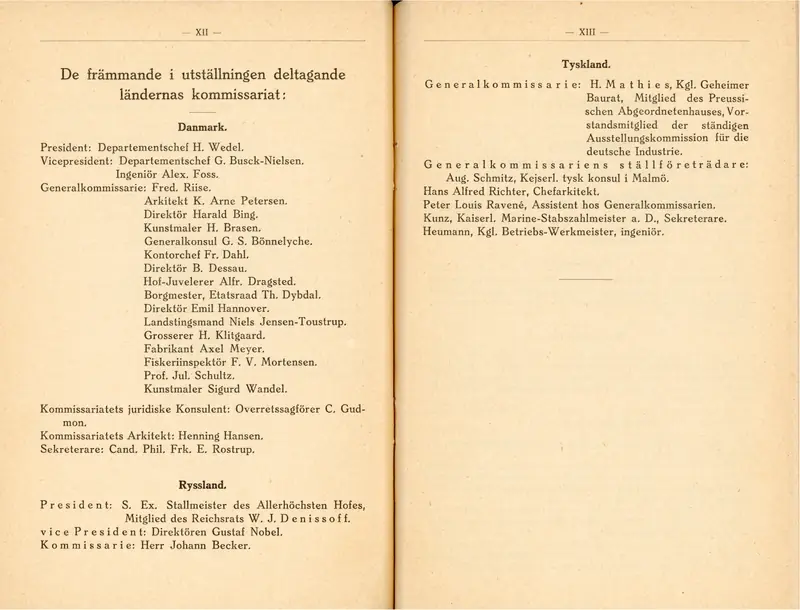 — XII —
De främmande i utställningen deltagande
ländernas kommissariat:
Danmark.
President: Departementschef H. Wedel.
Vicepresident: Departementschef G. Busck-Nielsen.
Ingeniör Alex. Foss.
Generalkommissarie: Fred. Riise.
Arkitekt K. Arne Petersen.
Direktör Harald Bing.
Kunstmaler H. Brasen.
Generalkonsul G. S. Bönnelyche.
Kontorchef Fr. Dahl.
Direktör B. Dessau.
Hof-Juvelerer Alfr. Dragsted.
Borgmester, Etatsraad Th. Dybdal.
Direktör Emil Hannover.
Landstingsmand Niels Jensen-Toustrup.
Grosserer H. Klitgaard.
Fabrikant Axel Meyer.
Fiskeriinspektör F. V. Mortensen.
Prof. Jul. Schultz.
Kunstmaler Sigurd Wandel.
Kommissariatets juridiske Konsulent: Overretssagförer C. Gud-
mon.
Kommissariatets Arkitekt: Henning Hansen.
Sekreterare: Cand. Phil. Frk. E. Rostrup.
Ryssland.
President: S. Ex. Stallmeister des Allerhöchsten Hofes,
Mitglied des Reichsrats W. J. Denissoff.
vice President: Direktören Gustaf Nobel.
Kommissarie: Herr Johann Becker.
— XIII —
Tyskland.
Generalkommissarie: H. Mathies, Kgl. Geheimer
Baurat, Mitglied des Preussi-
schen Abgeordnetenhauses, Vor-
standsmitglied der ständigen
Ausstellungskommission für die
deutsche Industrie.
Generalkommissariens ställföreträdare:
Aug. Schmitz, Kejserl. tysk konsul i Malmö.
Hans Alfred Richter, Chefarkitekt.
Peter Louis Ravené, Assistent hos Generalkommissarien.
Kunz, Kaiserl. Marine-Stabszahlmeister a. D., Sekreterare.
Heumann, Kgl. Betriebs-Werkmeister, ingeniör.